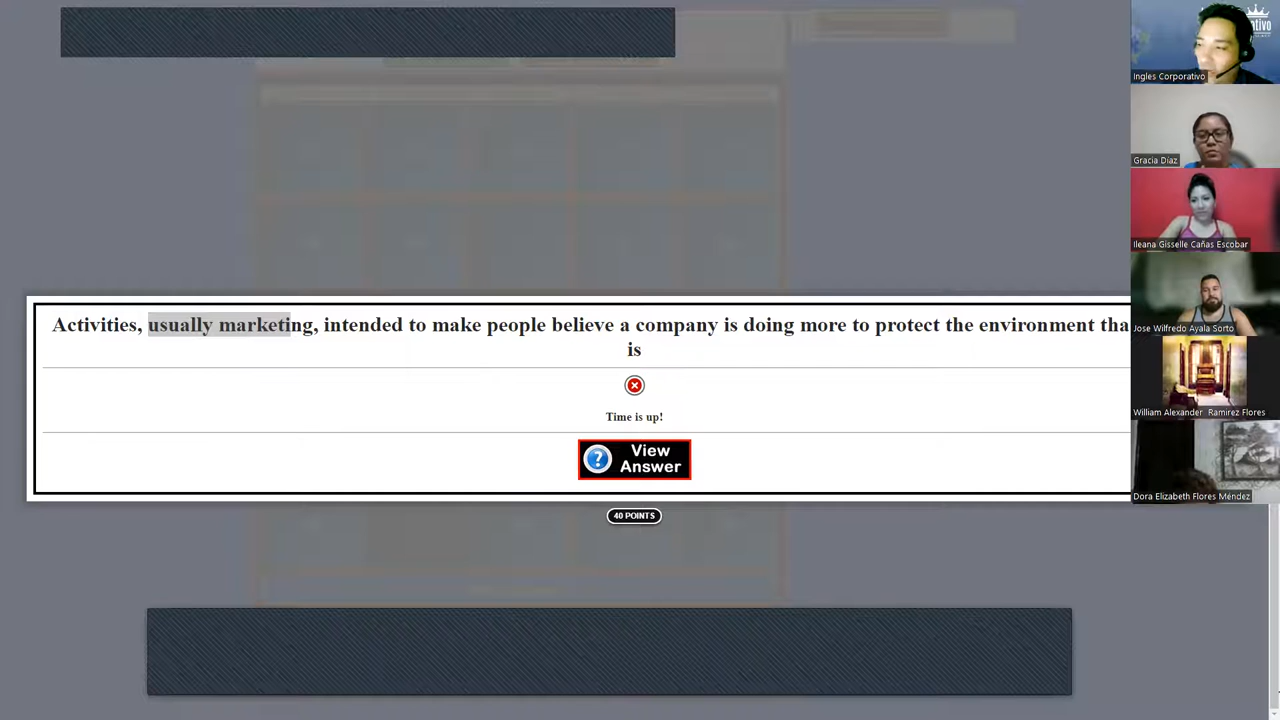 Activities, usually marketing, intended to make people believe a company is doing more to protect the environment tha
is
Time is up!
? View
Answer
40 POINTS
tivo
Ingles Corporativo
Gracia Díaz
Ileana Gisselle Cañas Escobar
Jose Wilfredo Ayala Sorto
William Alexander Ramirez Flores
Dora Elizabeth Flores Méndez